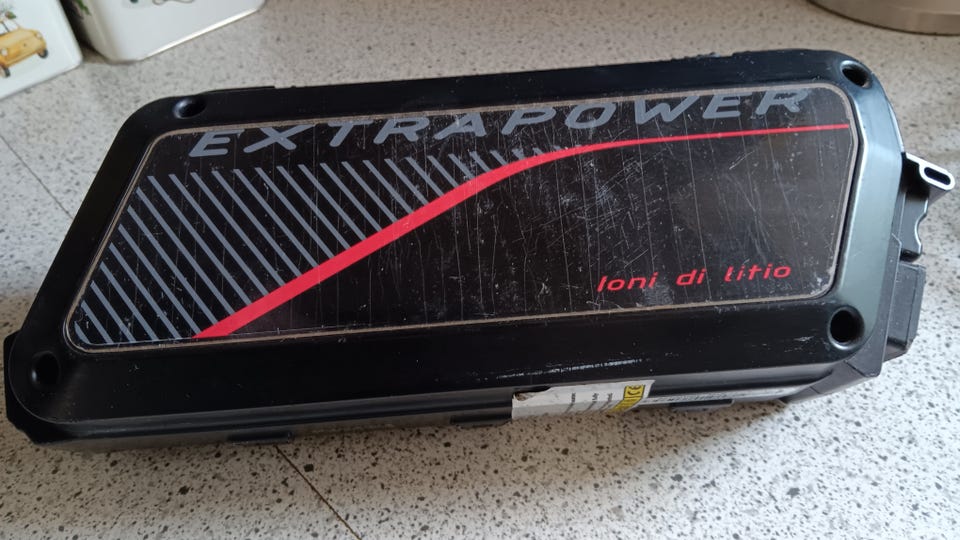 EXTRAPOWER
Ioni di litio